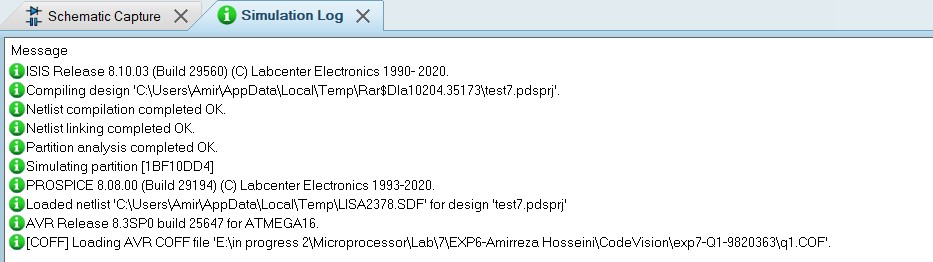 Schematic Capture
Simulation Log
Message
ISIS Release 8.10.03 (Build 29560) (C) Labcenter Electronics 1990- 2020.
Compiling design 'C:\Users\Amir\AppData\Local\Temp\Rar$DIa10204.35173\test7.pdsprj'.
Netlist compilation completed OK.
Netlist linking completed OK.
Partition analysis completed OK.
Simulating partition [1BF10DD4]
PROSPICE 8.08.00 (Build 29194) (C) Labcenter Electronics 1993-2020.
Loaded netlist 'C:\Users\Amir\AppData\Local\Temp\LISA2378.SDF' for design 'test7.pdsprj'
AVR Release 8.3SP0 build 25647 for ATMEGA16.
[COFF] Loading AVR COFF file 'E:\in progress 2\Microprocessor\Lab\7\EXP6-Amirreza Hosseini\CodeVision\exp7-Q1-9820363\q1.COF'.